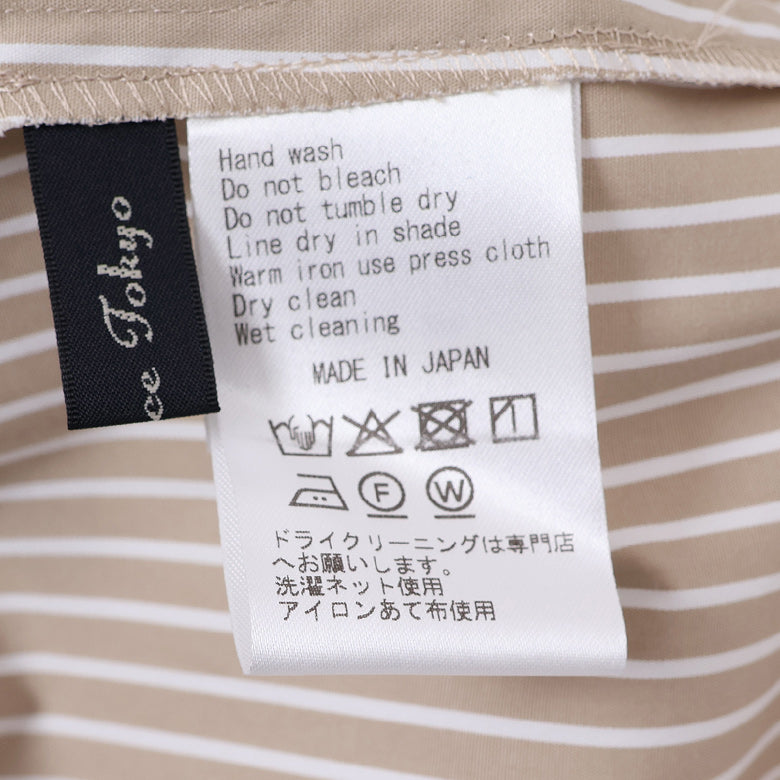 Hand wash
Do not bleach
Do not tumble dry
Line dry in shade
Warm iron use press cloth
Dry clean
Wet cleaning
MADE IN JAPAN
F W
ドライクリーニングは専門店
へお願いします。
洗濯ネット使用
アイロンあて布使用
ce Tokyo